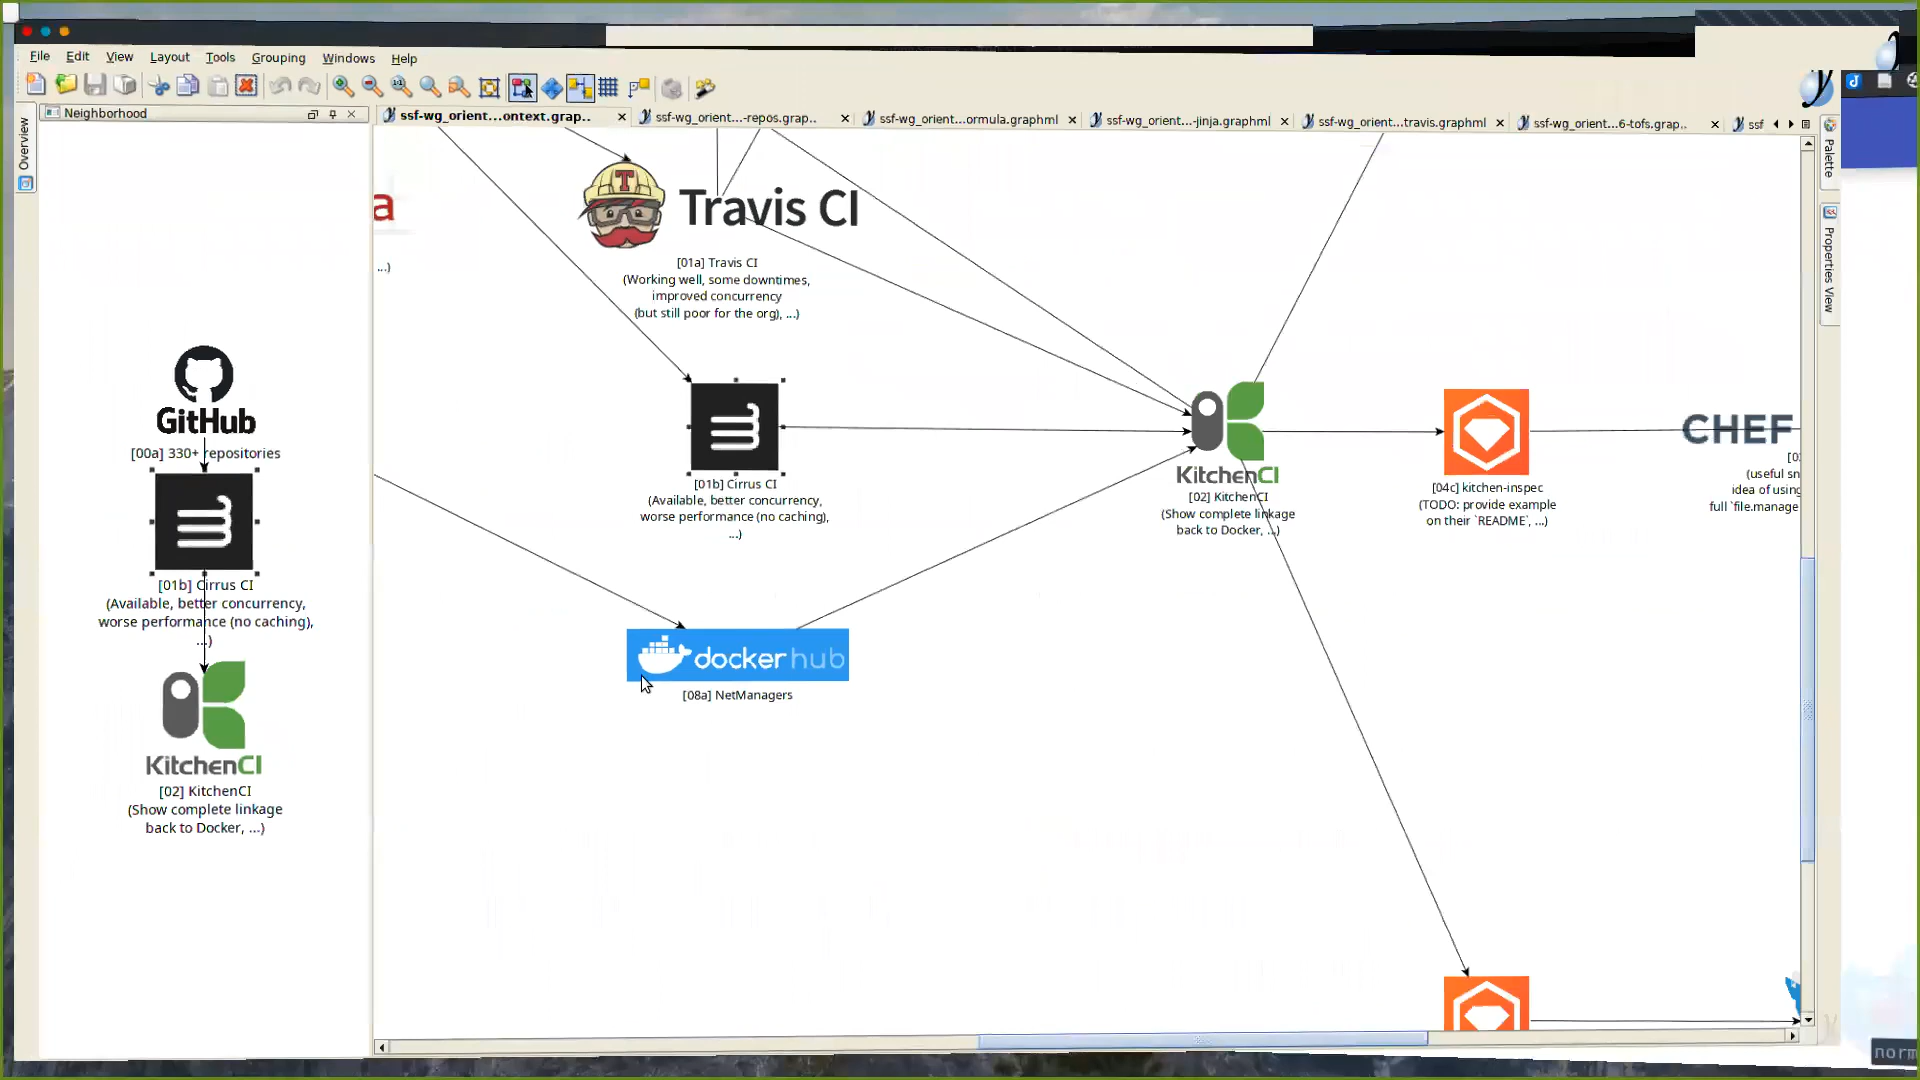 File Edit View Layout Tools Grouping Windows Help
Overview
Neighborhood
ssf-wg_orient...ontext.grap..
ssf-wg_orient...-repos.grap..
ssf-wg_orient...ormula.graphml
ssf-wg_orient...-jinja.graphml
ssf-wg_orient...travis.graphml
ssf-wg_orient...6-tofs.grap..
ssf
Palette
Properties View
GitHub
[00a] 330+ repositories
[01b] Cirrus CI
(Available, better concurrency,
worse performance (no caching),
...)
KitchenCI
[02] KitchenCI
(Show complete linkage
back to Docker, ...)
a
...)
T
Travis CI
[01a] Travis CI
(Working well, some downtimes,
improved concurrency
(but still poor for the org), ...)
[01b] Cirrus CI
(Available, better concurrency,
worse performance (no caching),
...)
docker hub
[08a] NetManagers
KitchenCI
[02] KitchenCI
(Show complete linkage
back to Docker, ...)
[04c] kitchen-inspec
(TODO: provide example
on their `README`, ...)
CHEF
(useful sn
idea of using
full `file.manage
norm